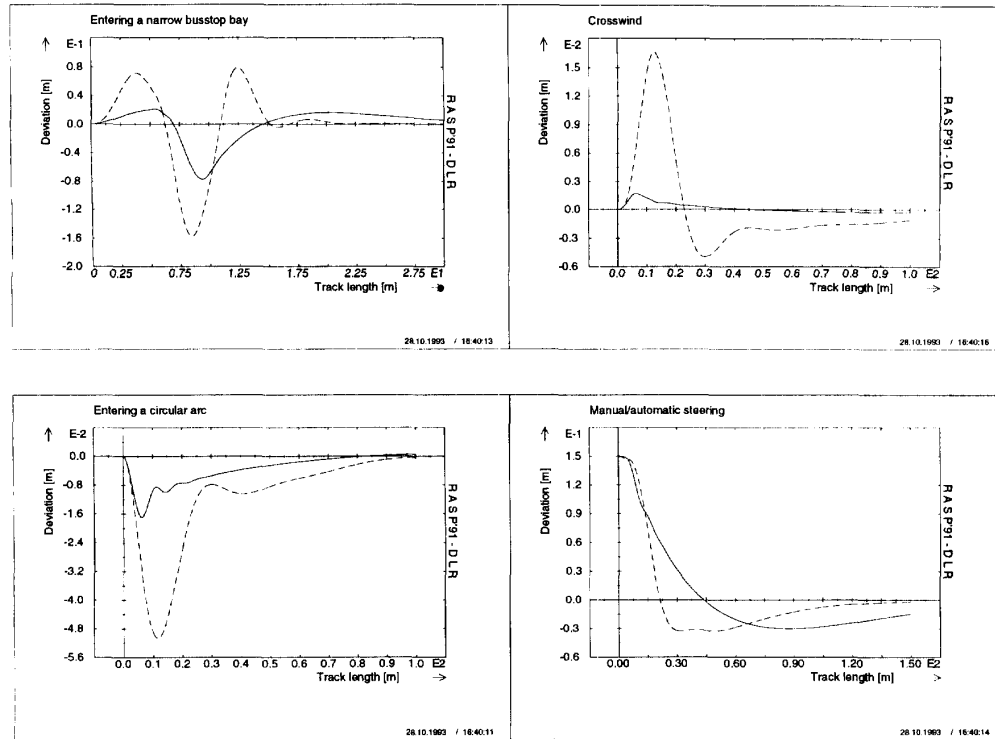 Entering a narrow busstop bay
E-1
Deviation [m]
0.8
0.4
0.0
-0.4
-0.8
-1.2
-1.6
-2.0
0 0.25 0.75 1.25 1.75 2.25 2.75 E1
Track length [m]
RASP'91 - DLR
28.10.1993 / 16:40:13
Crosswind
E-2
Deviation [m]
1.5
1.2
0.9
0.6
0.3
0.0
-0.3
-0.6
0.0 0.1 0.2 0.3 0.4 0.5 0.6 0.7 0.8 0.9 1.0 E2
Track length [m]
RASP'91 - DLR
28.10.1993 / 16:40:16
Entering a circular arc
E-2
Deviation [m]
0.0
-0.8
-1.6
-2.4
-3.2
-4.0
-4.8
-5.6
0.0 0.1 0.2 0.3 0.4 0.5 0.6 0.7 0.8 0.9 1.0 E2
Track length [m]
RASP'91 - DLR
28.10.1993 / 16:40:11
Manual/automatic steering
E-1
Deviation [m]
1.5
1.2
0.9
0.6
0.3
0.0
-0.3
-0.6
0.00 0.30 0.60 0.90 1.20 1.50 E2
Track length [m]
RASP'91 - DLR
28.10.1993 / 16:40:14